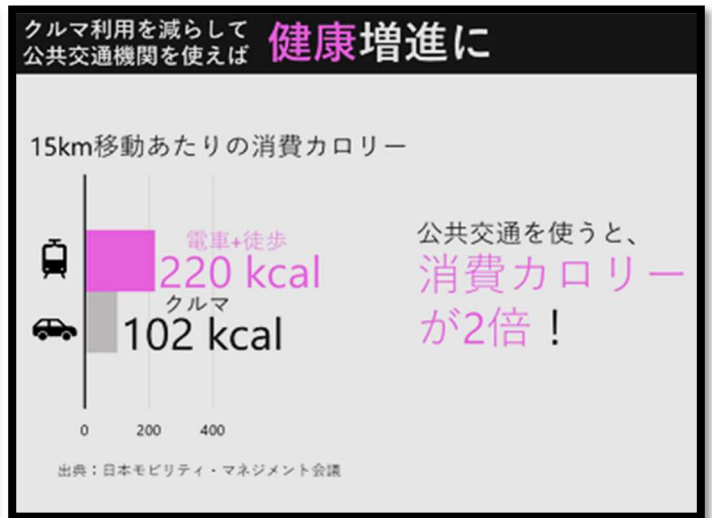 クルマ利用を減らして
公共交通機関を使えば 健康増進に
15km移動あたりの消費カロリー
電車+徒歩
220 kcal
クルマ
102 kcal
0 200 400
出典：日本モビリティ・マネジメント会議
公共交通を使うと、
消費カロリー
が2倍！